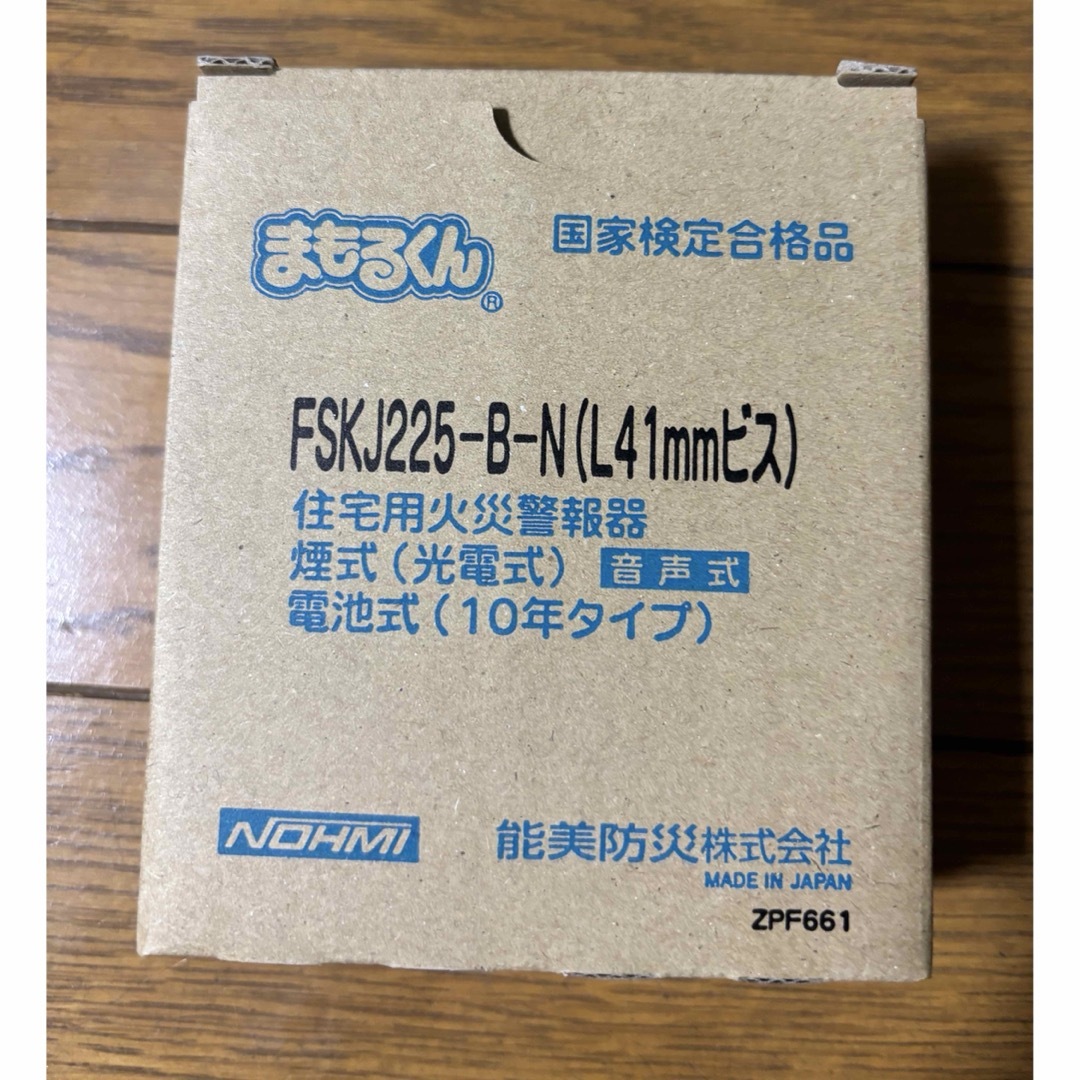 まもるくん®
国家検定合格品
FSKJ225-B-N(L41mmビス)
住宅用火災警報器
煙式(光電式) 音声式
電池式(10年タイプ)
NOHMI
能美防災株式会社
MADE IN JAPAN
ZPF661